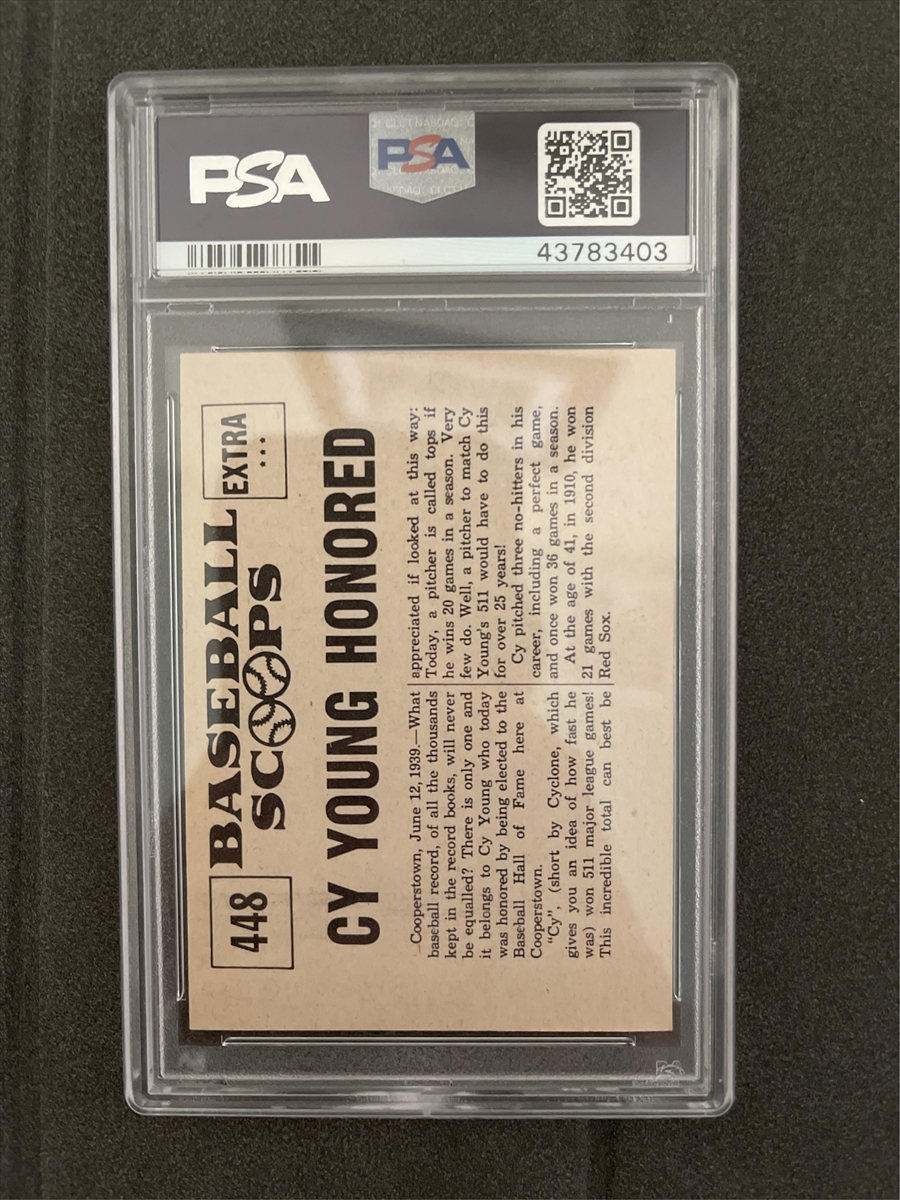 PSA
PSA
43783403
448
BASEBALL
SCOOPS
EXTRA
***
CY YOUNG HONORED
Cooperstown, June 12, 1939.—What
baseball record, of all the thousands
kept in the record books, will never
be equalled? There is only one and
it belongs to Cy Young who today
was honored by being elected to the
Baseball Hall of Fame here at
Cooperstown.
"Cy", (short by Cyclone, which
gives you an idea of how fast he
was) won 511 major league games!
This incredible total can best be
appreciated if looked at this way:
Today, a pitcher is called tops if
he wins 20 games in a season. Very
few do. Well, a pitcher to match Cy
Young's 511 would have to do this
for over 25 years!
Cy pitched three no-hitters in his
career, including a perfect game,
and once won 36 games in a season.
At the age of 41, in 1910, he won
21 games with the second division
Red Sox.